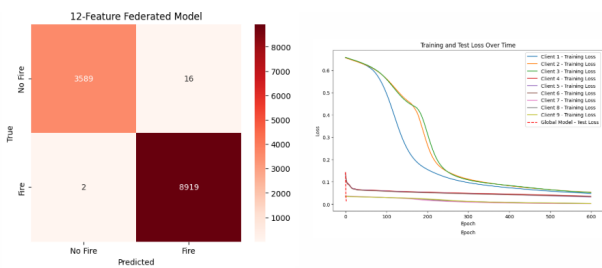 12-Feature Federated Model
No Fire
3589
16
True
Fire
2
8919
No Fire
Fire
Predicted
8000
7000
6000
5000
4000
3000
2000
1000
Training and Test Loss Over Time
Client 1 - Training Loss
Client 2 - Training Loss
Client 3 - Training Loss
Client 4 - Training Loss
Client 5 - Training Loss
Client 6 - Training Loss
Client 7 - Training Loss
Client 8 - Training Loss
Client 9 - Training Loss
Global Model - Test Loss
Loss
0.6
0.5
0.4
0.3
0.2
0.1
0.0
0
100
200
300
400
500
600
Epoch
Epoch